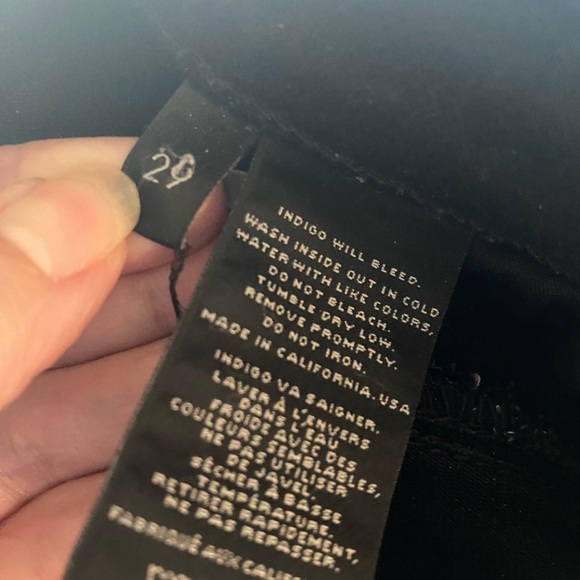 29
INDIGO WILL BLEED.
WASH INSIDE OUT IN COLD
WATER WITH LIKE COLORS,
DO NOT BLEACH.
TUMBLE DRY LOW.
REMOVE PROMPTLY.
DO NOT IRON.
MADE IN CALIFORNIA. USA
INDIGO VA SAIGNER.
LAVER À L'ENVERS
DANS L'EAU
FROIDE AVEC DES
COULEURS SEMBLABLES,
NE PAS UTILISER
DE JAVEL.
SÉCHER À BASSE
TEMPÉRATURE.
RETIRER RAPIDEMENT,
NE PAS REPASSER.
FABRIQUÉ AUX